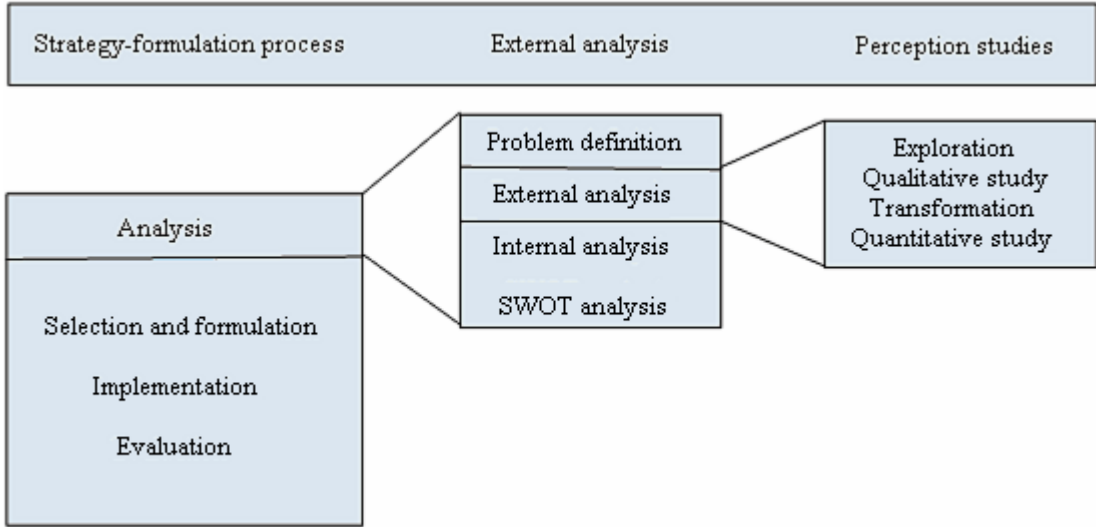 Strategy-formulation process
External analysis
Perception studies
Analysis
Selection and formulation
Implementation
Evaluation
Problem definition
External analysis
Internal analysis
SWOT analysis
Exploration
Qualitative study
Transformation
Quantitative study